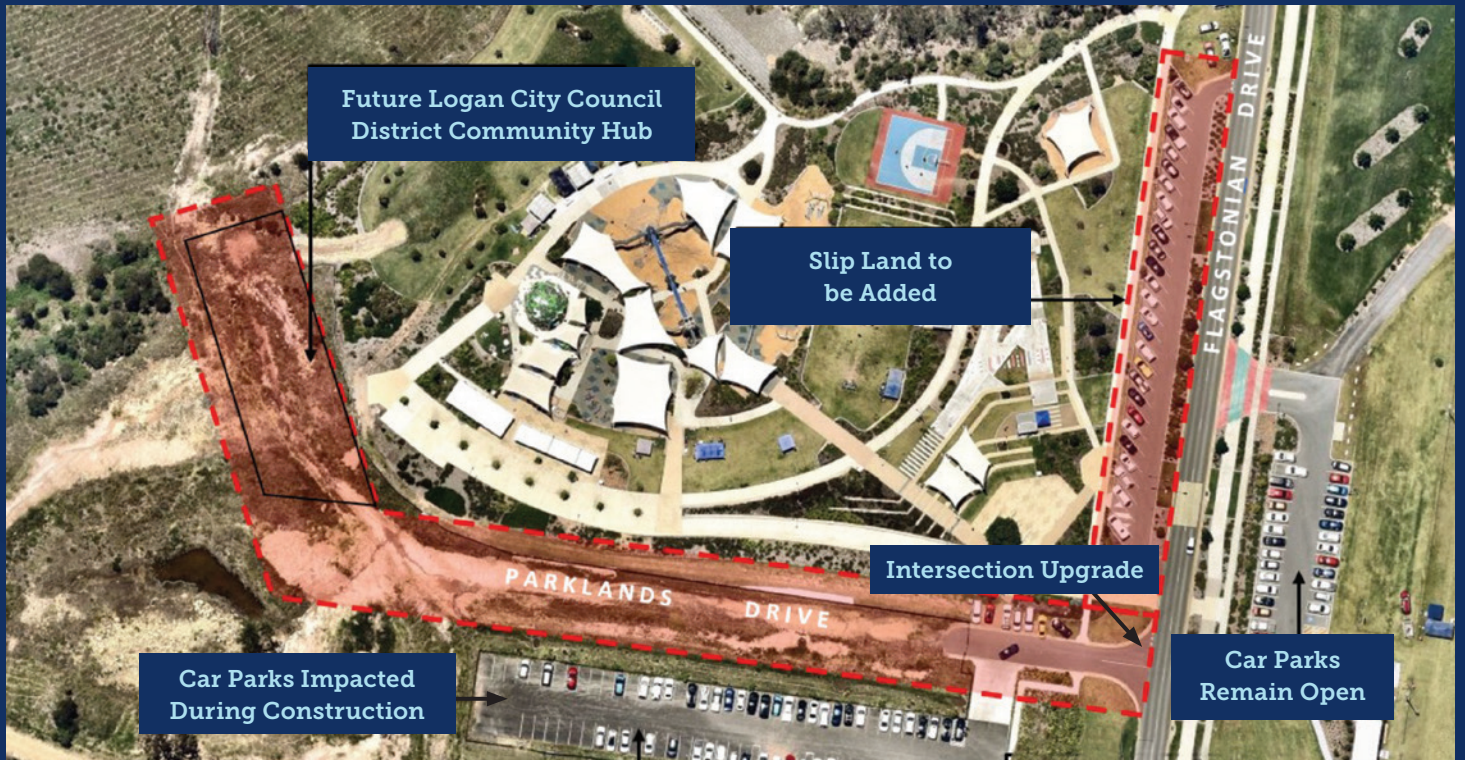 Future Logan City Council
District Community Hub
FLAGSTONIAN DRIVE
Slip Land to
be Added
PARKLANDS DRIVE
Intersection Upgrade
Car Parks Impacted
During Construction
Car Parks
Remain Open